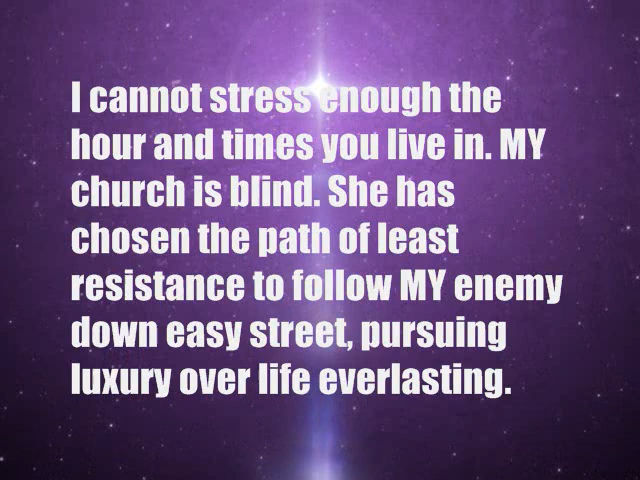 I cannot stress enough the
hour and times you live in. MY
church is blind. She has
chosen the path of least
resistance to follow MY enemy
down easy street, pursuing
luxury over life everlasting.